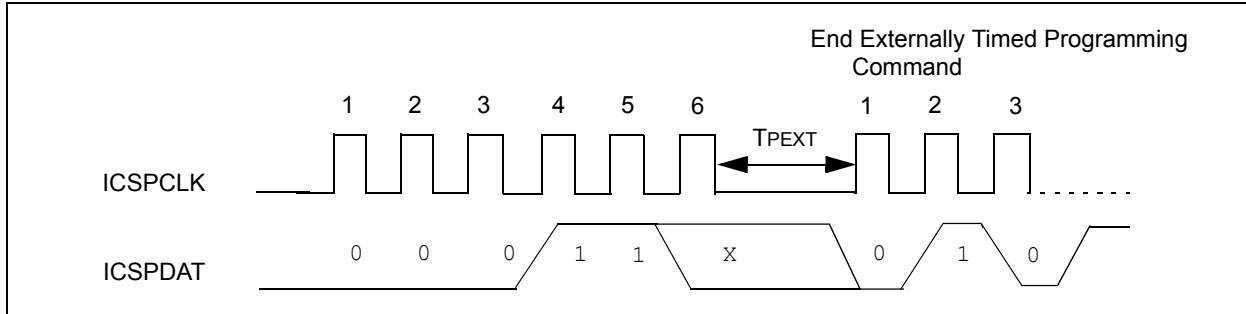 End Externally Timed Programming
Command
1 2 3 4 5 6 1 2 3
TPEXT
ICSPCLK
0 0 0 1 1 X 0 1 0
ICSPDAT